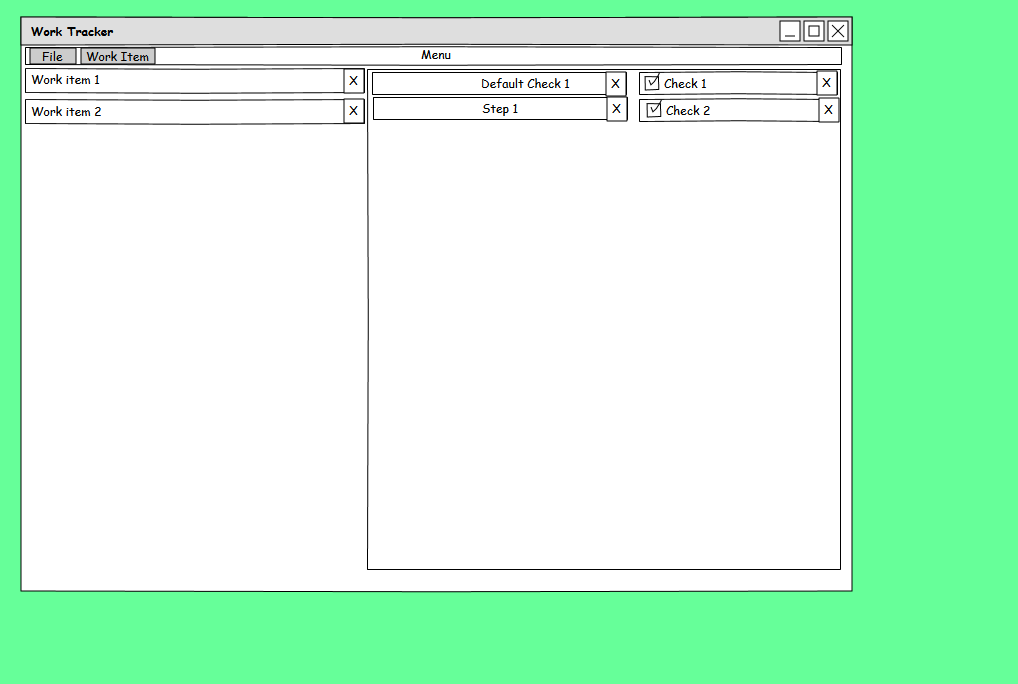 Work Tracker
File
Work Item
Menu
Work item 1
X
Work item 2
X
Default Check 1
X
Step 1
X
Check 1
X
Check 2
X